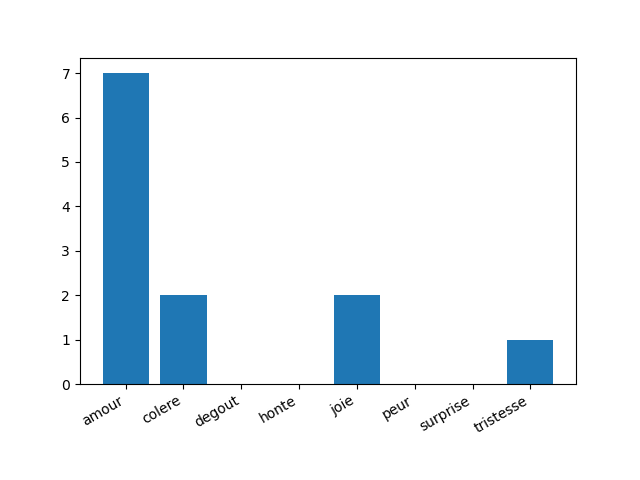 7
6
5
4
3
2
1
0
amour
colere
degout
honte
joie
peur
surprise
tristesse